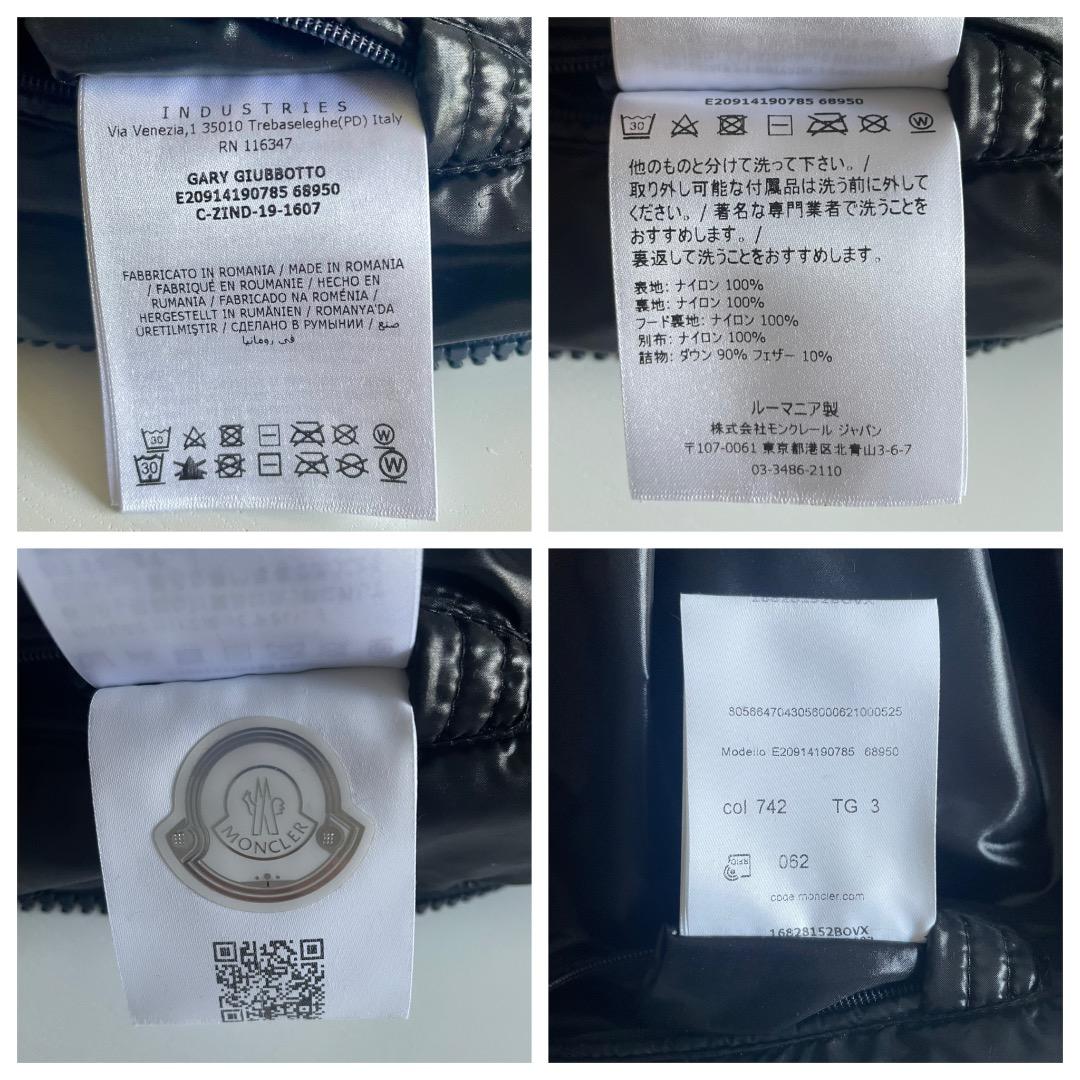 INDUSTRIES
Via Venezia,1 35010 Trebaseleghe(PD) Italy
RN 116347
GARY GIUBBOTTO
E20914190785 68950
C-ZIND-19-1607
FABBRICATO IN ROMANIA / MADE IN ROMANIA
/ FABRIQUÉ EN ROUMANIE / HECHO EN
RUMANIA / FABRICADO NA ROMÉNIA /
HERGESTELLT IN RUMÄNIEN / ROMANYA'DA
ÜRETILMIŞTIR / СДЕЛАНО В РУМЫНИИ / صنع
في رومانيا
30 W
30 W
E20914190785 68950
30 W
他のものと分けて洗って下さい。/
取り外し可能な付属品は洗う前に外して
ください。/ 著名な専門業者で洗うことを
おすすめします。/
裏返して洗うことをおすすめします。
表地: ナイロン 100%
裏地: ナイロン 100%
フード裏地: ナイロン 100%
別布: ナイロン 100%
詰物: ダウン 90% フェザー 10%
ルーマニア製
株式会社モンクレール ジャパン
〒107-0061 東京都港区北青山3-6-7
03-3486-2110
MONCLER
16828152BOVX
8056647043056000621000525
Modello E20914190785 68950
col 742 TG 3
RFID 062
code.moncler.com
16828152BOVX